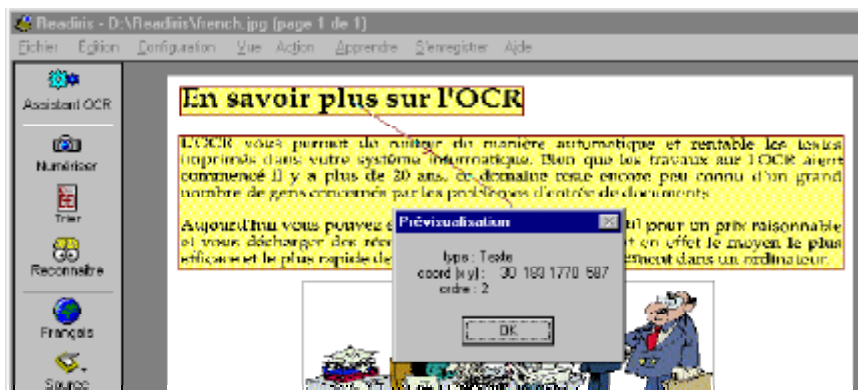 Readiris - D:\Readiris\french.jpg (page 1 de 1)
Fichier Edition Configuration Vue Action Apprendre S'enregistrer Aide
Assistant OCR
Numériser
Trier
Reconnaître
Français
Source
En savoir plus sur l'OCR
L'OCR vous permet de rentrer de manière automatique et rentable les textes
imprimés dans votre système informatique. Bien que les travaux sur l'OCR aient
commencé il y a plus de 20 ans, ce domaine reste encore peu connu d'un grand
nombre de gens concernés par les problèmes d'entrée de documents.
Aujourd'hui vous pouvez pour un prix raisonnable
et vous décharger des en effet le moyen le plus
efficace et le plus rapide de dans un ordinateur.
Prévisualisation
type : Texte
coord (x y) : 30 193 1770 587
ordre : 2
OK